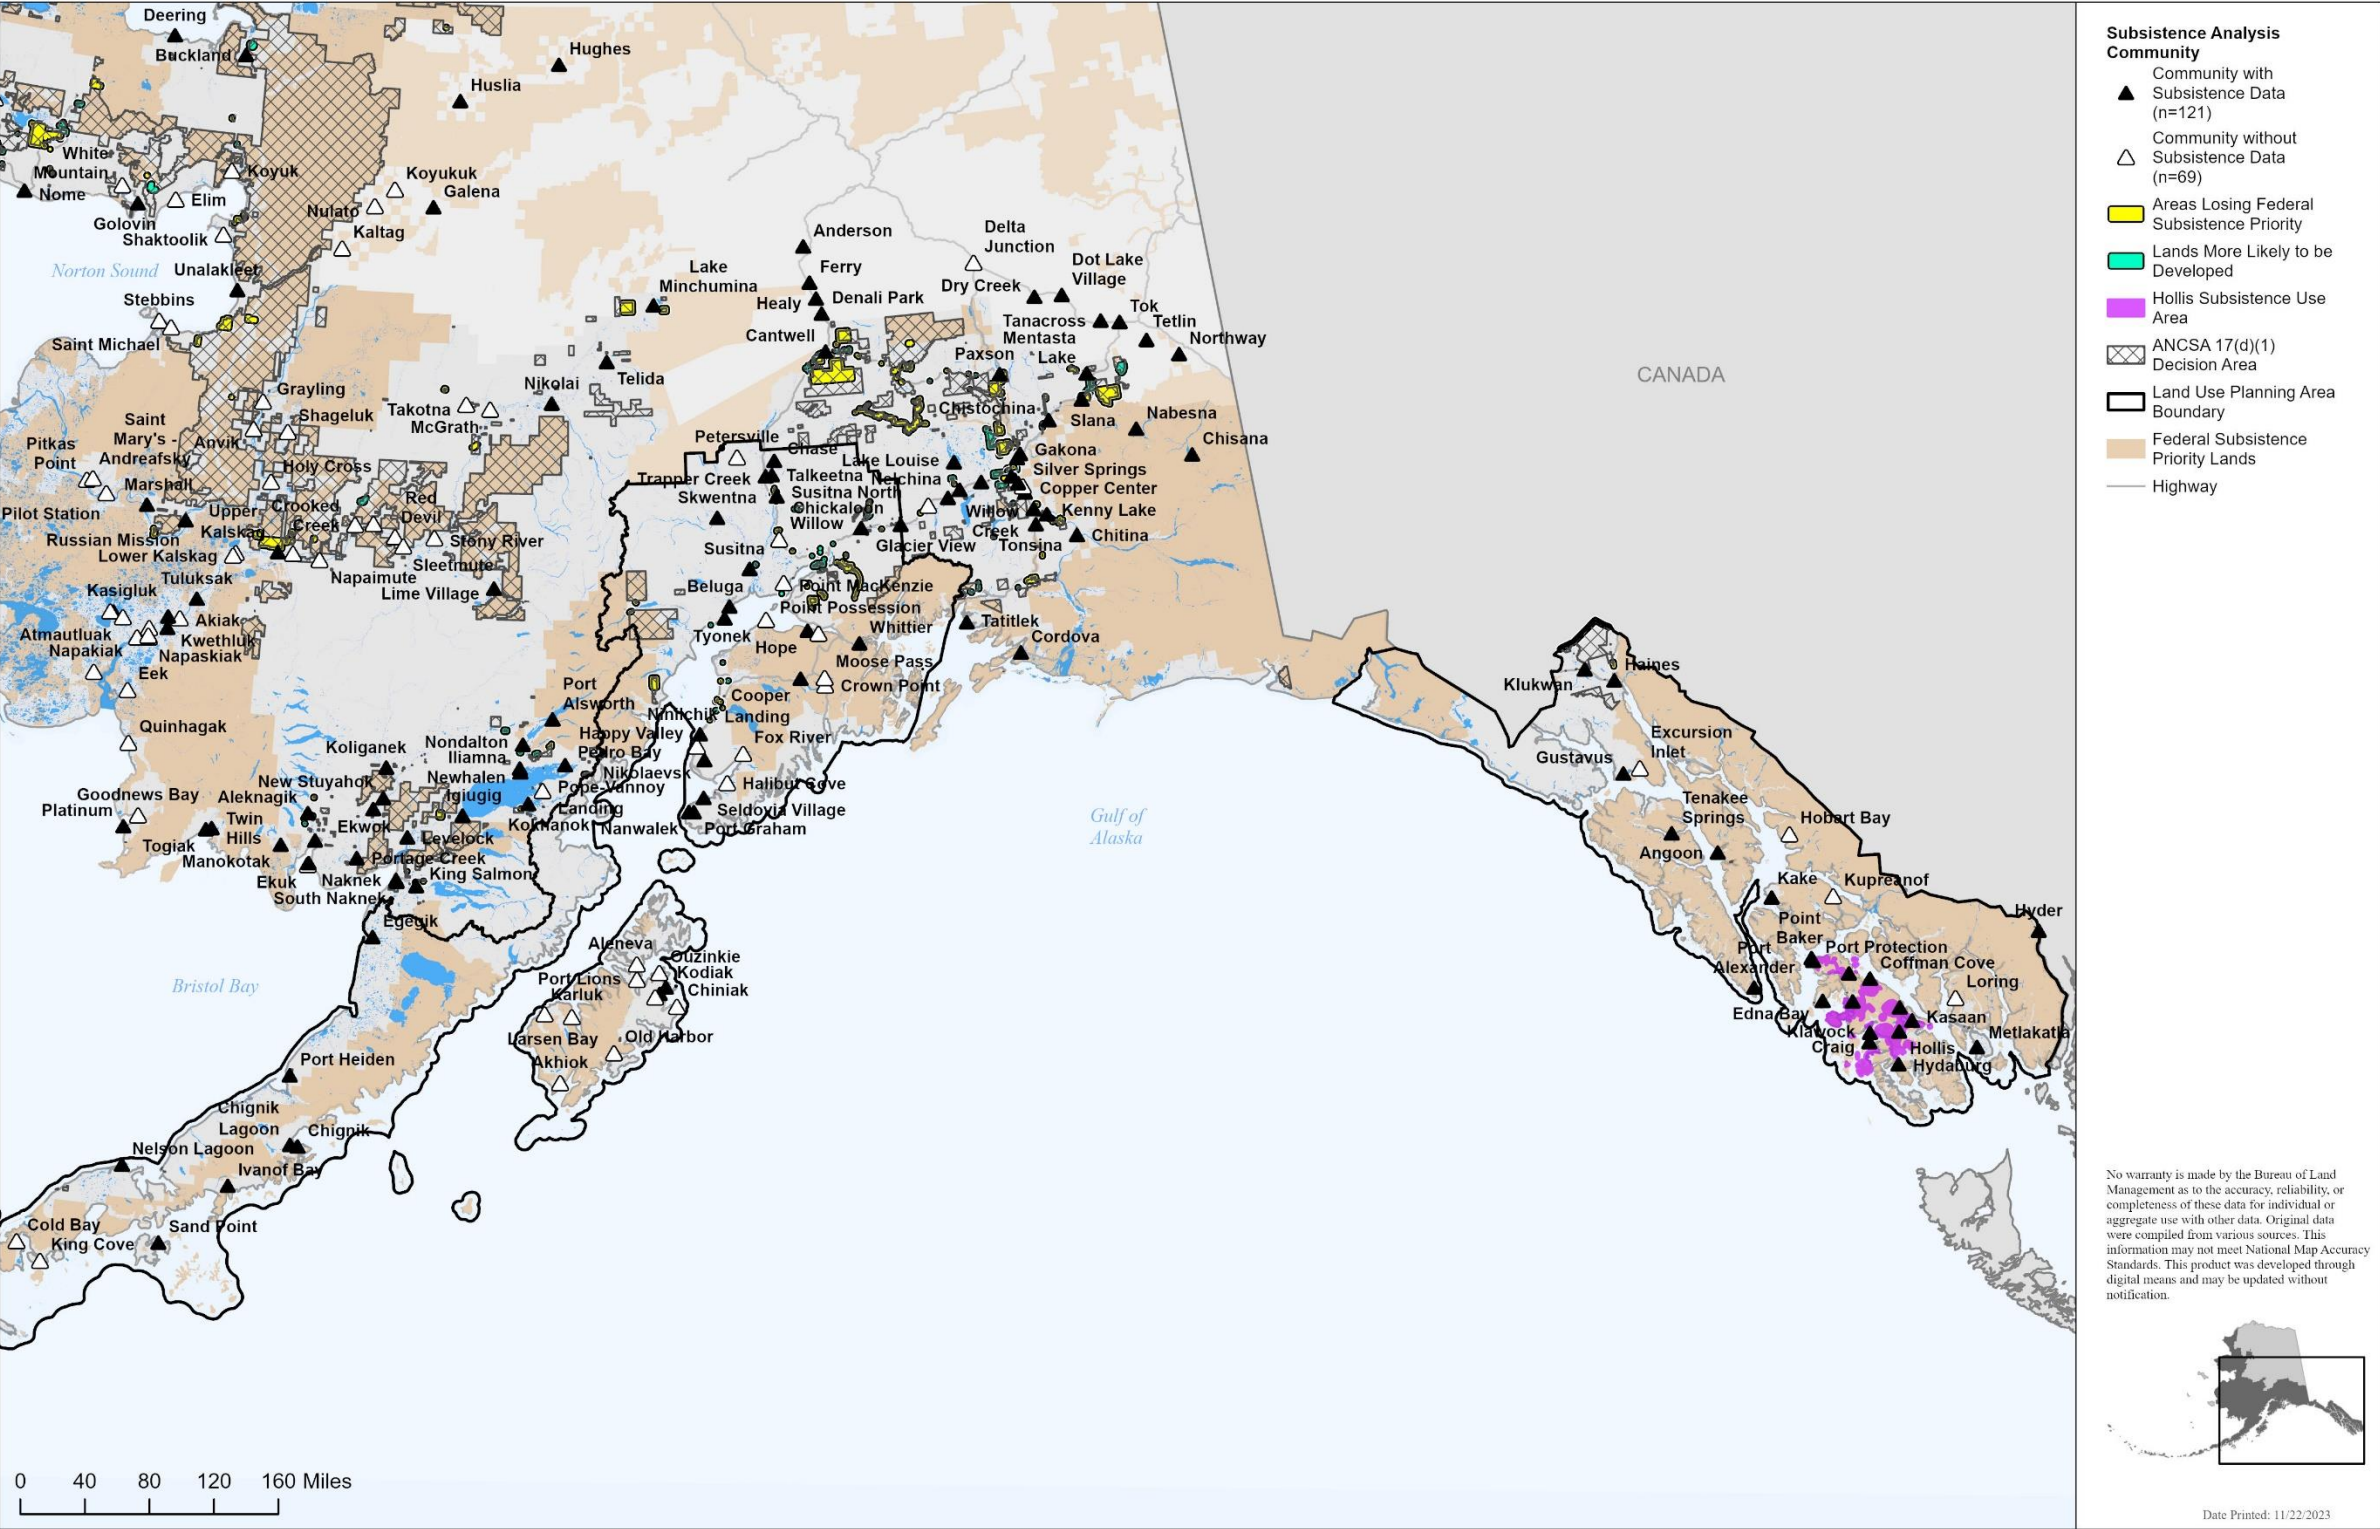 Deering
Buckland
Hughes
Huslia
White
Mountain
Nome
Koyuk
Koyukuk
Galena
Elim
Nulato
Golovin
Shaktoolik
Kaltag
Norton Sound
Unalakleet
Stebbins
Saint Michael
Anderson
Delta
Junction
Lake
Minchumina
Ferry
Dot Lake
Village
Healy
Denali Park
Dry Creek
Tok
Cantwell
Tanacross
Tetlin
Mentasta
Lake
Northway
Paxson
Telida
Nikolai
CANADA
Grayling
Shageluk
Takotna
McGrath
Chistochina
Slana
Nabesna
Chisana
Saint
Mary's -
Andreafsky
Pitkas
Point
Anvik
Petersville
Chase
Lake Louise
Gakona
Holy Cross
Trapper Creek
Talkeetna
Nelchina
Silver Springs
Marshall
Skwentna
Susitna North
Copper Center
Red
Devil
Crooked
Creek
Upper
Kalskag
Chickaloon
Willow
Willow
Creek
Kenny Lake
Pilot Station
Russian Mission
Lower Kalskag
Stony River
Susitna
Glacier View
Tonsina
Chitina
Sleetmute
Tuluksak
Napaimute
Lime Village
Kasigluk
Beluga
Point MacKenzie
Point Possession
Akiak
Whittier
Tatitlek
Atmautluak
Kwethluk
Tyonek
Cordova
Napakiak
Napaskiak
Hope
Moose Pass
Eek
Crown Point
Port
Alsworth
Cooper
Landing
Klukwan
Haines
Quinhagak
Ninilchik
Happy Valley
Fox River
Nondalton
Koliganek
Iliamna
Pedro Bay
Excursion
Inlet
Gustavus
New Stuyahok
Newhalen
Nikolaevsk
Halibut Cove
Igiugig
Pope-Vannoy
Landing
Goodnews Bay
Aleknagik
Platinum
Twin
Hills
Ekwok
Kokhanok
Nanwalek
Seldovia Village
Port Graham
Togiak
Levelock
Manokotak
Portage Creek
Gulf of
Alaska
Tenakee
Springs
Hobart Bay
Angoon
King Salmon
Ekuk
Naknek
South Naknek
Egegik
Kake
Kupreanof
Hyder
Point
Baker
Port
Alexander
Port Protection
Coffman Cove
Loring
Bristol Bay
Aleneva
Ouzinkie
Kodiak
Chiniak
Port Lions
Karluk
Larsen Bay
Old Harbor
Akhiok
Edna Bay
Kasaan
Klawock
Metlakatla
Craig
Hollis
Hydaburg
Port Heiden
Chignik
Lagoon
Chignik
Nelson Lagoon
Ivanof Bay
Cold Bay
Sand Point
King Cove
0 40 80 120 160 Miles
Subsistence Analysis
Community
Community with
Subsistence Data
(n=121)
Community without
Subsistence Data
(n=69)
Areas Losing Federal
Subsistence Priority
Lands More Likely to be
Developed
Hollis Subsistence Use
Area
ANCSA 17(d)(1)
Decision Area
Land Use Planning Area
Boundary
Federal Subsistence
Priority Lands
Highway
No warranty is made by the Bureau of Land
Management as to the accuracy, reliability, or
completeness of these data for individual or
aggregate use with other data. Original data
were compiled from various sources. This
information may not meet National Map Accuracy
Standards. This product was developed through
digital means and may be updated without
notification.
Date Printed: 11/22/2023